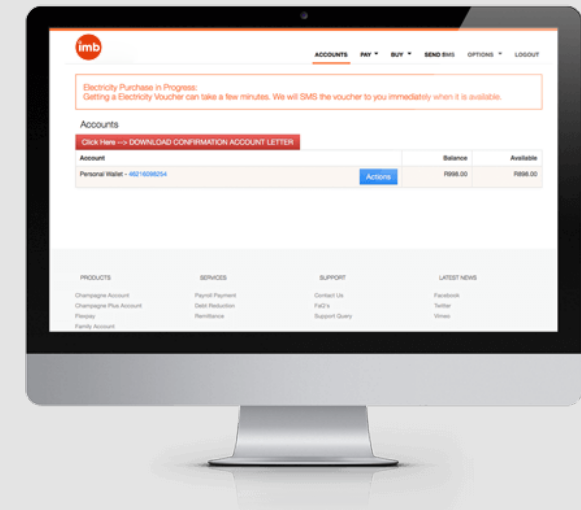 imb
ACCOUNTS PAY BUY SEND SMS OPTIONS LOGOUT
Electricity Purchase in Progress:
Getting a Electricity Voucher can take a few minutes. We will SMS the voucher to you immediately when it is available.
Accounts
Click Here --> DOWNLOAD CONFIRMATION ACCOUNT LETTER
Account Balance Available
Personal Wallet - 46216098254 Actions R998.00 R998.00
PRODUCTS SERVICES SUPPORT LATEST NEWS
Champagne Account Payroll Payment Contact Us Facebook
Champagne Plus Account Debt Reduction FaQ's Twitter
Flexpay Remittance Support Query Vimeo
Family Account